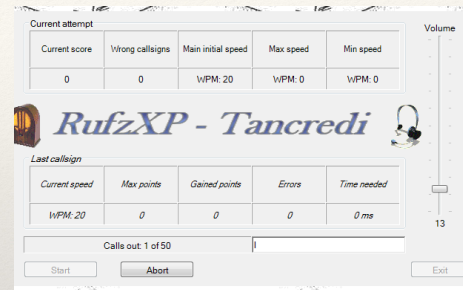 Current attempt
Volume
Current score Wrong callsigns Main initial speed Max speed Min speed
0 0 WPM: 20 WPM: 0 WPM: 0
RufzXP - Tancredi
Last callsign
Current speed Max points Gained points Errors Time needed
WPM: 20 0 0 0 0 ms
13
Calls out: 1 of 50
Start Abort Exit